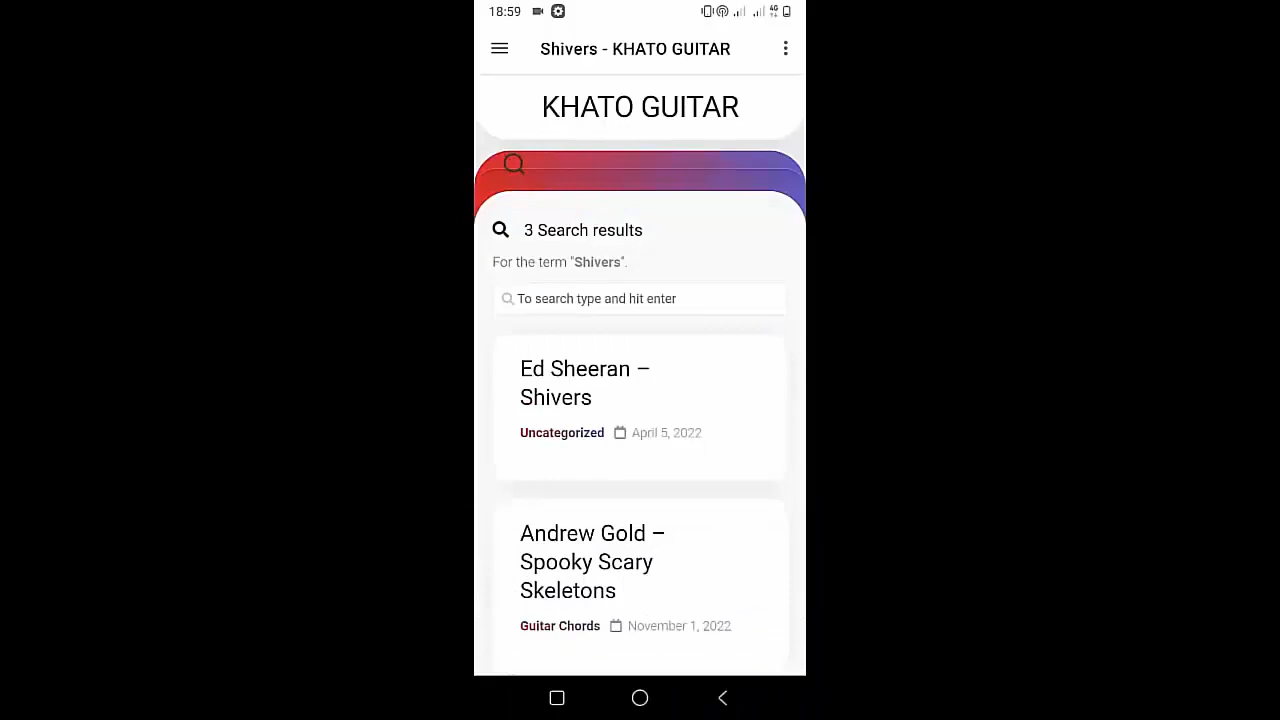 18:59 4G
Shivers - KHATO GUITAR
KHATO GUITAR
3 Search results
For the term "Shivers".
To search type and hit enter
Ed Sheeran –
Shivers
Uncategorized April 5, 2022
Andrew Gold –
Spooky Scary
Skeletons
Guitar Chords November 1, 2022